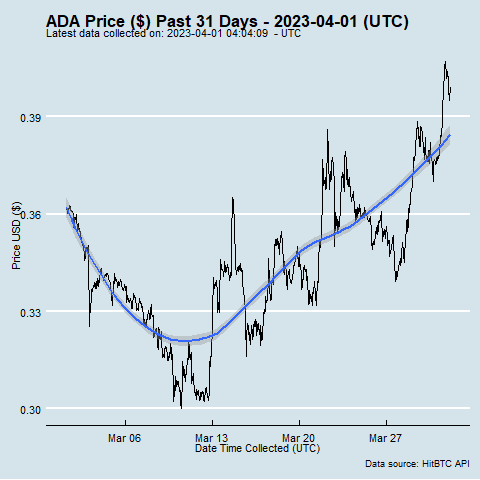 ADA Price ($) Past 31 Days - 2023-04-01 (UTC)
Latest data collected on: 2023-04-01 04:04:09  - UTC
0.39
0.36
0.33
0.30
Price USD ($)
Mar 06
Mar 13
Mar 20
Mar 27
Date Time Collected (UTC)
Data source: HitBTC API